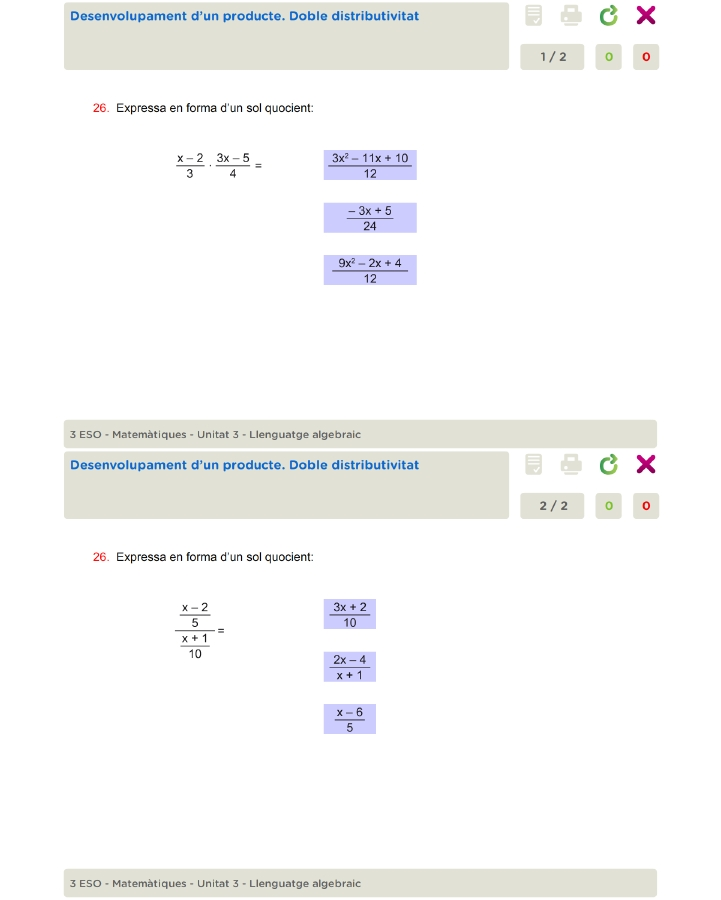 Desenvolupament d'un producte. Doble distributivitat
1 / 2 0 0
26. Expressa en forma d'un sol quocient:
x – 2 / 3 · 3x – 5 / 4 =
3x² – 11x + 10 / 12
– 3x + 5 / 24
9x² – 2x + 4 / 12
3 ESO - Matemàtiques - Unitat 3 - Llenguatge algebraic
Desenvolupament d'un producte. Doble distributivitat
2 / 2 0 0
26. Expressa en forma d'un sol quocient:
x – 2
5
x + 1
10
=
3x + 2 / 10
2x – 4 / x + 1
x – 6 / 5
3 ESO - Matemàtiques - Unitat 3 - Llenguatge algebraic